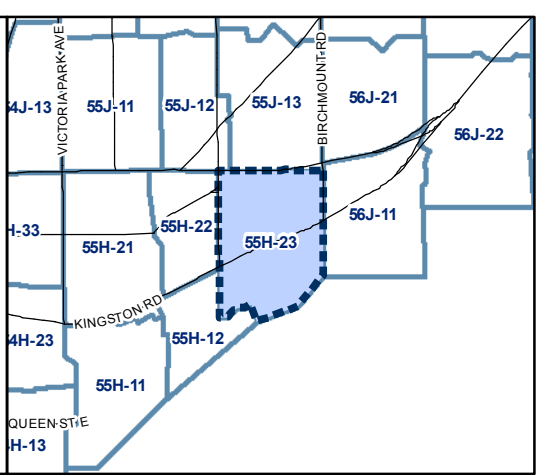 VICTORIA PARK AVE
BIRCHMOUNT RD
4J-13
55J-11
55J-12
55J-13
56J-21
56J-22
H-33
55H-21
55H-22
55H-23
56J-11
KINGSTON RD
4H-23
55H-12
55H-11
QUEEN ST E
H-13